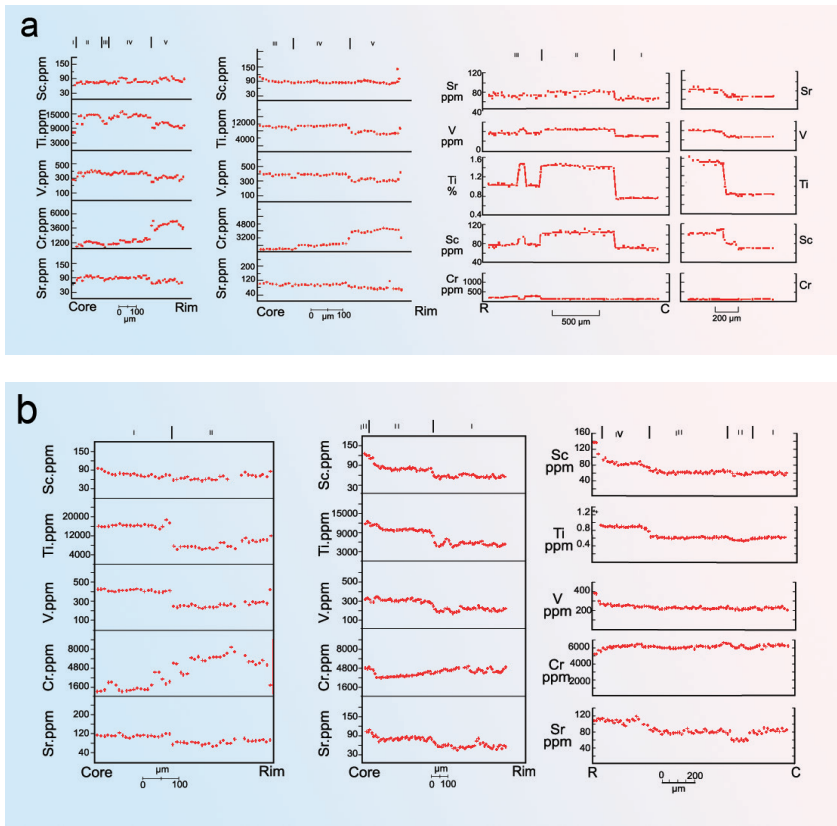 a
I II III IV V
Sc.ppm 150 90 30
Ti.ppm 15000 9000 3000
V.ppm 500 300 100
Cr.ppm 6000 3600 1200
Sr.ppm 150 90 30
Core 0 100 Rim
µm
III IV V
Sc.ppm 150 90 30
Ti.ppm 12000 4000
V.ppm 500 300 100
Cr.ppm 4800 3200
Sr.ppm 200 120 40
Core 0 µm 100 Rim
III II I
Sr ppm 120 80 40 Sr
V ppm 400 0 V
Ti % 1.6 1.2 0.8 0.4 Ti
Sc ppm 120 80 40 Sc
Cr ppm 1000 500 Cr
R C
500 µm 200 µm
b
I II
Sc.ppm 150 90 30
Ti.ppm 20000 12000 4000
V.ppm 500 300 100
Cr.ppm 8000 4800 1600
Sr.ppm 200 120 40
Core µm Rim
0 100
III II I
Sc.ppm 150 90 30
Ti.ppm 15000 9000 3000
V.ppm 500 300 100
Cr.ppm 8000 4800 1600
Sr.ppm 150 90 30
Core µm Rim
0 100
IV III II I
Sc ppm 160 120 80 40
Ti ppm 1.2 0.8 0.4
V ppm 400 200 0
Cr ppm 6000 2000
Sr ppm 120 80 40
R 0 200 C
µm